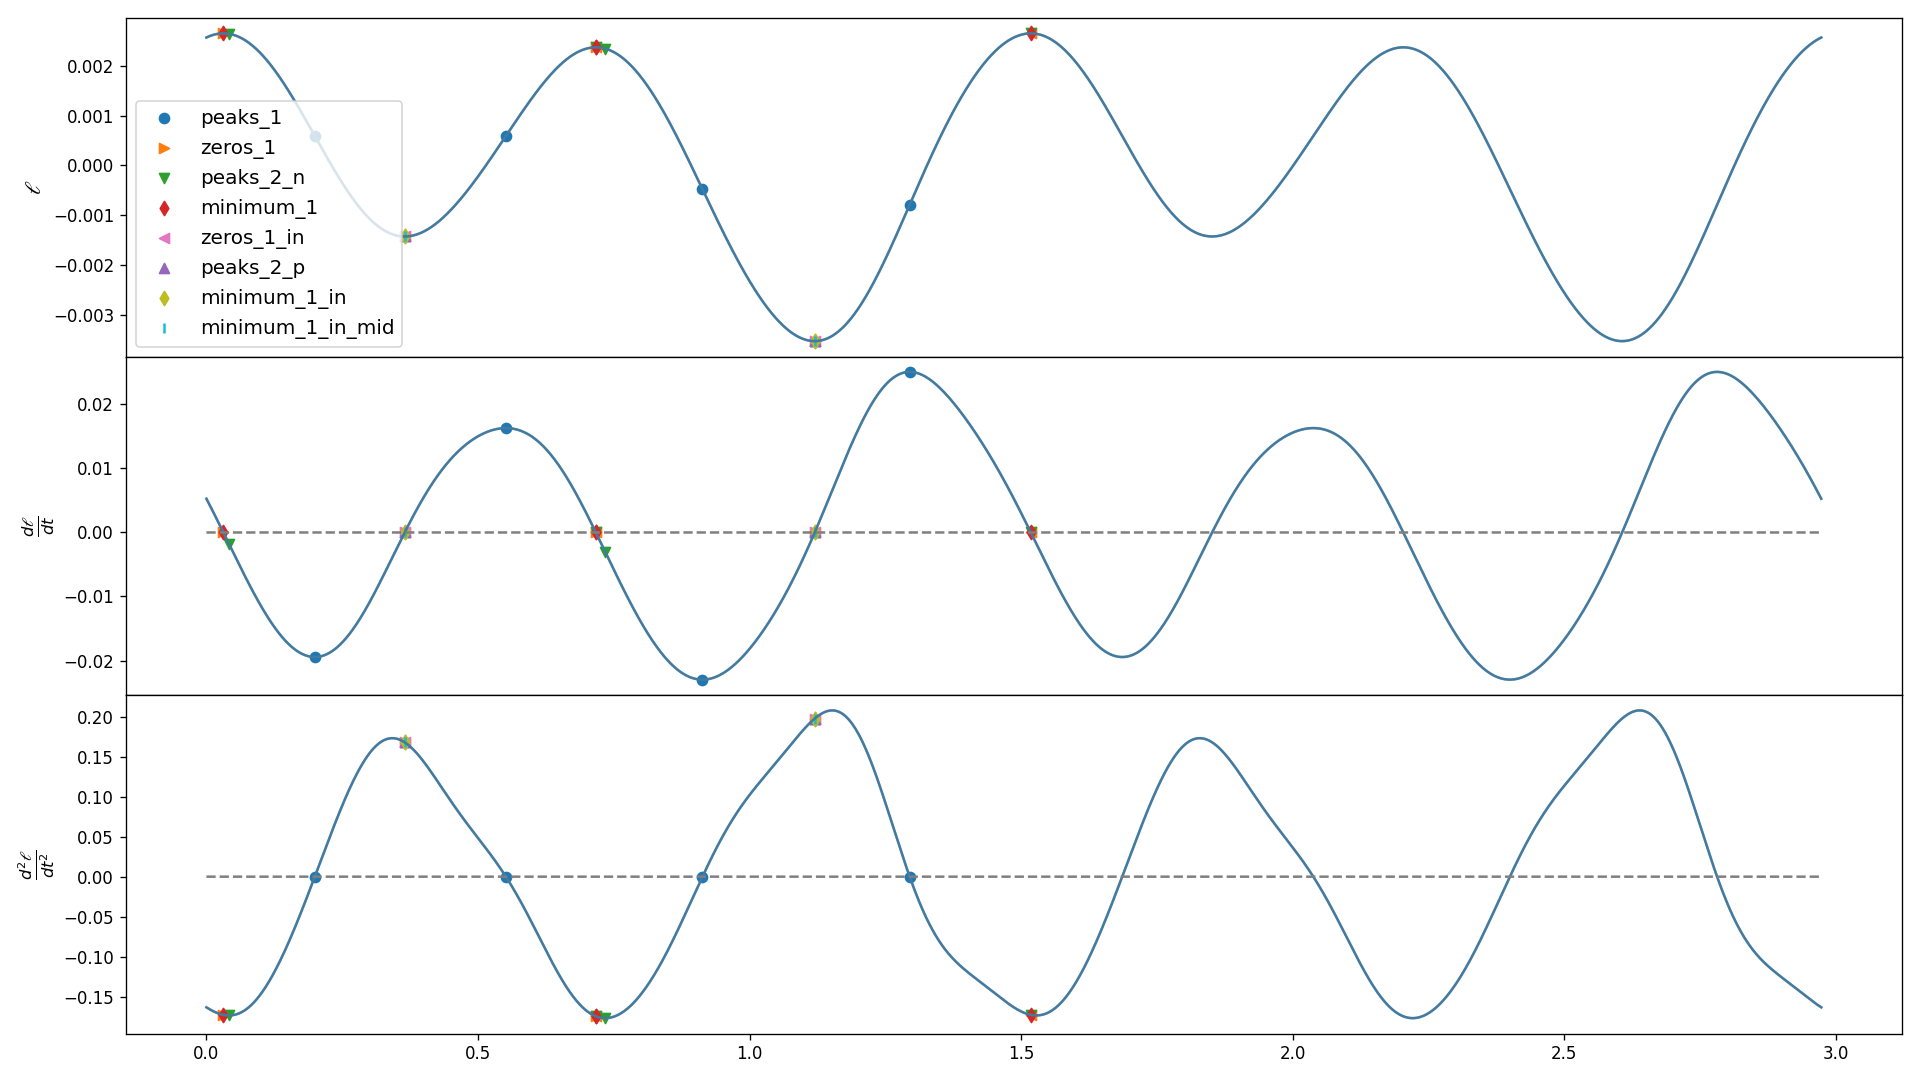 0.002
0.001
0.000
−0.001
−0.002
−0.003
ℓ
peaks_1
zeros_1
peaks_2_n
minimum_1
zeros_1_in
peaks_2_p
minimum_1_in
minimum_1_in_mid
0.02
0.01
0.00
−0.01
−0.02
dℓ
dt
0.20
0.15
0.10
0.05
0.00
−0.05
−0.10
−0.15
d²ℓ
dt²
0.0 0.5 1.0 1.5 2.0 2.5 3.0